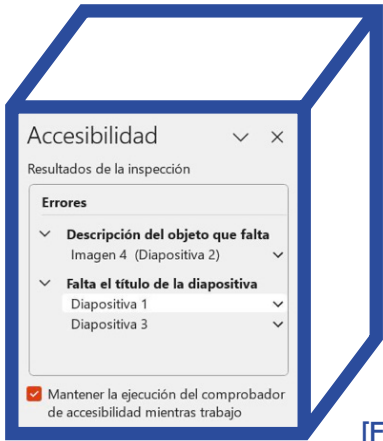 Accesibilidad
Resultados de la inspección
Errores
Descripción del objeto que falta
Imagen 4 (Diapositiva 2)
Falta el título de la diapositiva
Diapositiva 1
Diapositiva 3
Mantener la ejecución del comprobador
de accesibilidad mientras trabajo
[F